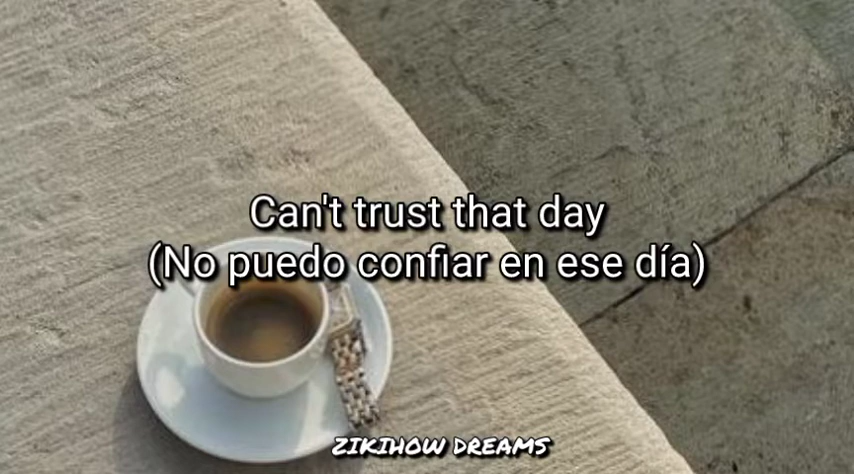 Can't trust that day
(No puedo confiar en ese día)
ZIKIHOW DREAMS